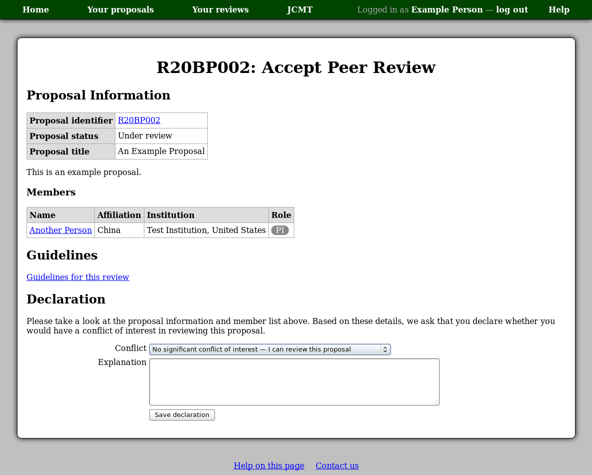 Home Your proposals Your reviews JCMT Logged in as Example Person — log out Help
R20BP002: Accept Peer Review
Proposal Information
Proposal identifier R20BP002
Proposal status Under review
Proposal title An Example Proposal
This is an example proposal.
Members
Name Affiliation Institution Role
Another Person China Test Institution, United States PI
Guidelines
Guidelines for this review
Declaration
Please take a look at the proposal information and member list above. Based on these details, we ask that you declare whether you
would have a conflict of interest in reviewing this proposal.
Conflict No significant conflict of interest — I can review this proposal
Explanation
Save declaration
Help on this page Contact us